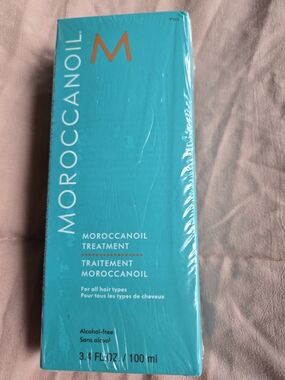 MOROCCANOIL.
M
MOROCCANOIL
TREATMENT
TRAITEMENT
MOROCCANOIL
For all hair types
Pour tous les types de cheveux
Alcohol-free
Sans alcool
3.4 FL.OZ. / 100 ml